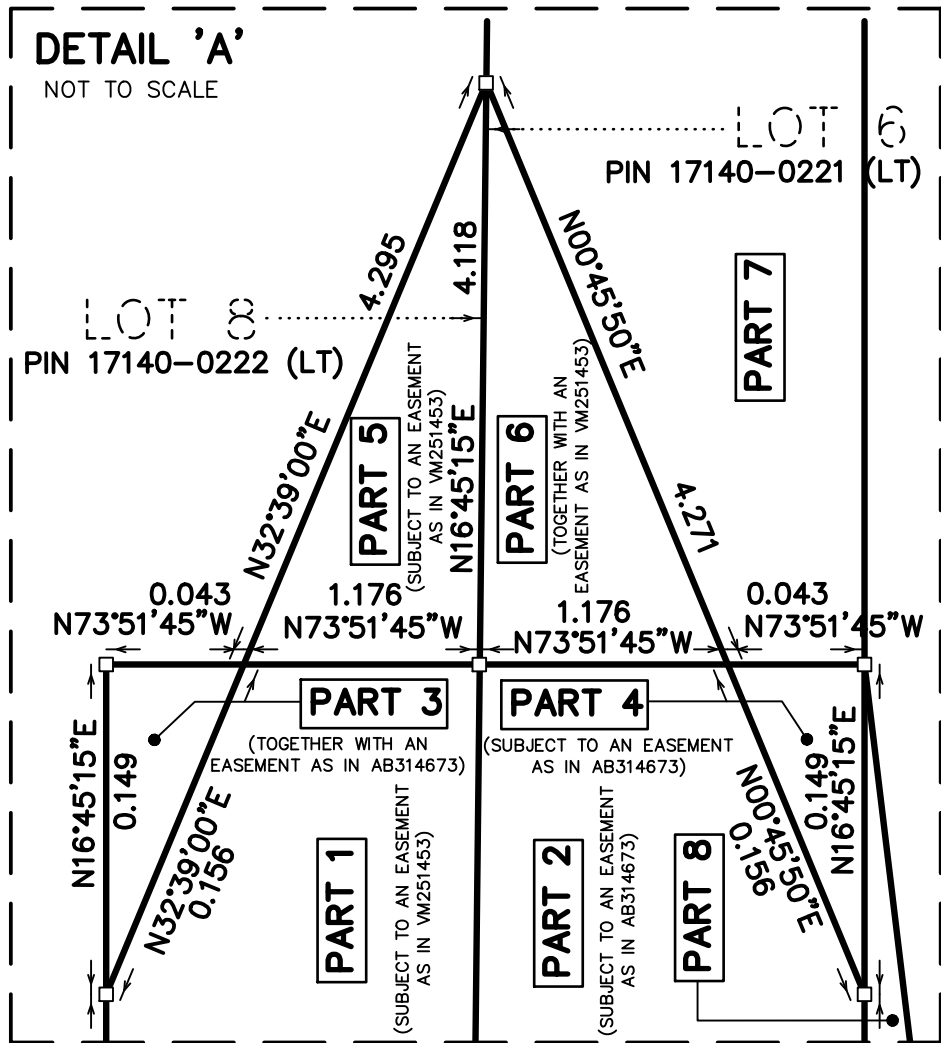 DETAIL 'A'
NOT TO SCALE
LOT 6
PIN 17140-0221 (LT)
LOT 8
PIN 17140-0222 (LT)
4.295
4.118
N00°45'50"E
4.271
PART 7
N32°39'00"E
PART 5
(SUBJECT TO AN EASEMENT
AS IN VM251453)
N16°45'15"E
PART 6
(TOGETHER WITH AN
EASEMENT AS IN VM251453)
0.043
N73°51'45"W
1.176
N73°51'45"W
1.176
N73°51'45"W
0.043
N73°51'45"W
PART 3
(TOGETHER WITH AN
EASEMENT AS IN AB314673)
PART 4
(SUBJECT TO AN EASEMENT
AS IN AB314673)
N16°45'15"E
0.149
N32°39'00"E
0.156
PART 1
(SUBJECT TO AN EASEMENT
AS IN VM251453)
PART 2
(SUBJECT TO AN EASEMENT
AS IN AB314673)
PART 8
N00°45'50"E
0.156
0.149
N16°45'15"E